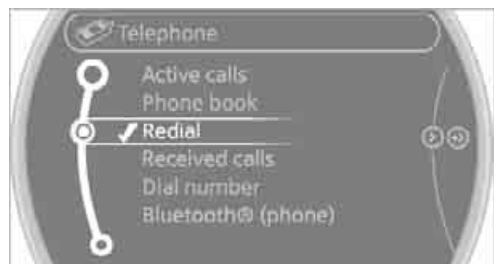 Telephone
Active calls
Phone book
Redial
Received calls
Dial number
Bluetooth® (phone)